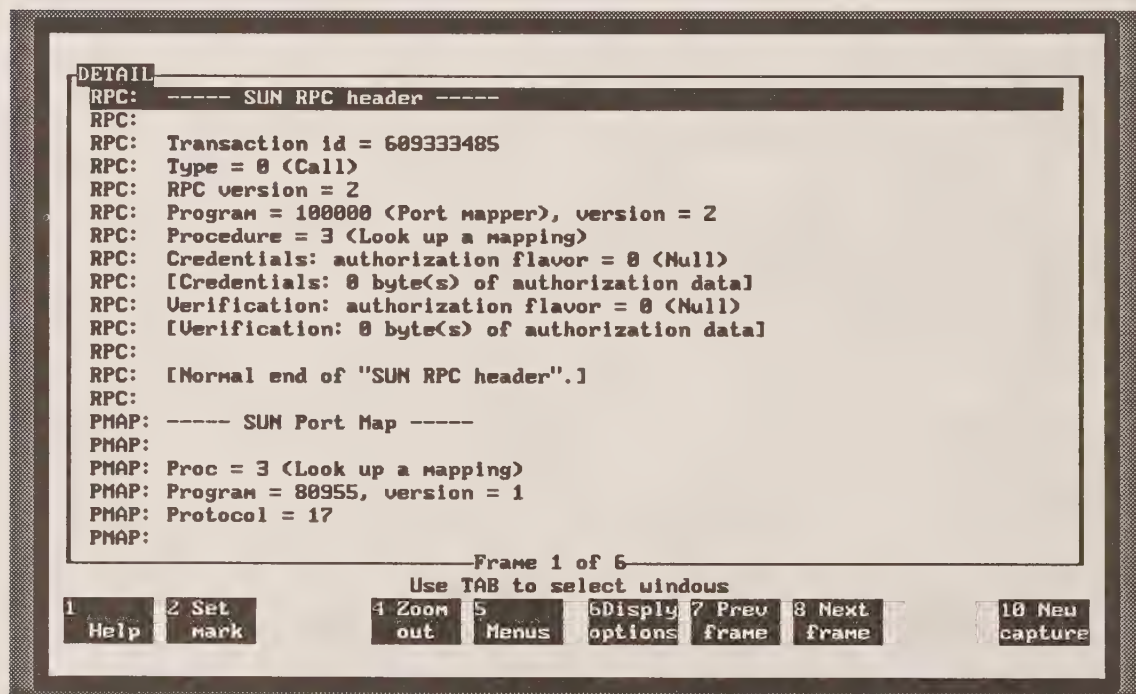 DETAIL
RPC: ----- SUN RPC header -----
RPC:
RPC: Transaction id = 609333485
RPC: Type = 0 (Call)
RPC: RPC version = 2
RPC: Program = 100000 (Port mapper), version = 2
RPC: Procedure = 3 (Look up a mapping)
RPC: Credentials: authorization flavor = 0 (Null)
RPC: [Credentials: 0 byte(s) of authorization data]
RPC: Verification: authorization flavor = 0 (Null)
RPC: [Verification: 0 byte(s) of authorization data]
RPC:
RPC: [Normal end of "SUN RPC header".]
RPC:
PMAP: ----- SUN Port Map -----
PMAP:
PMAP: Proc = 3 (Look up a mapping)
PMAP: Program = 80955, version = 1
PMAP: Protocol = 17
PMAP:
Frame 1 of 6
Use TAB to select windows
1 2 Set 4 Zoom 5 6Disply 7 Prev 8 Next 10 New
Help mark out Menus options frame frame capture